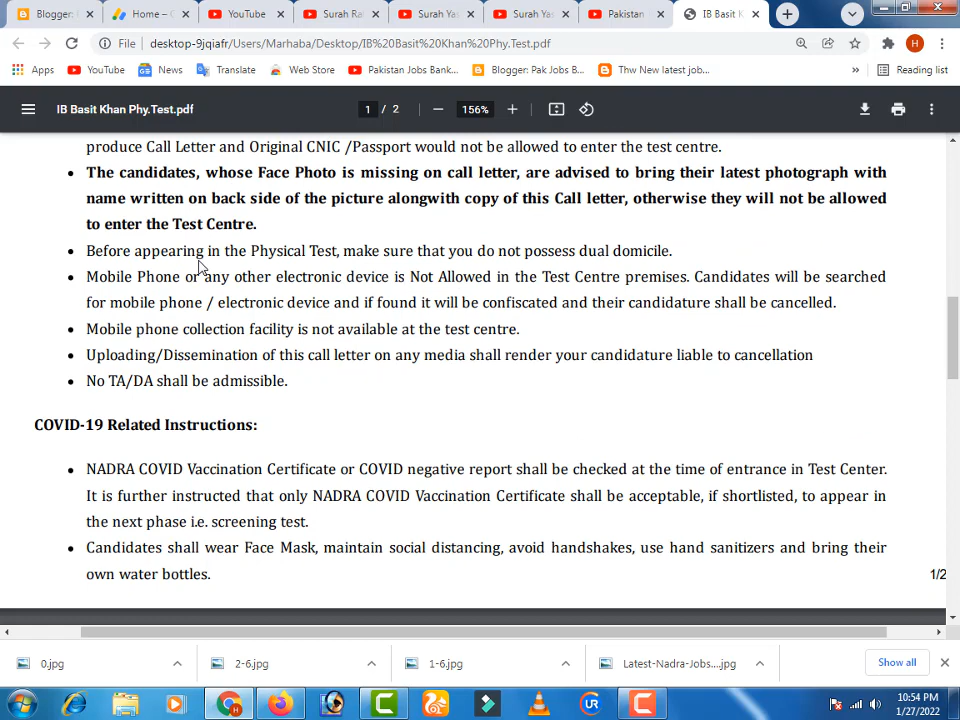 Blogger:
Home – G
YouTube
Surah Ra
Surah Yas
Surah Yas
Pakistan
IB Basit K
File desktop-9jqiafr/Users/Marhaba/Desktop/IB%20Basit%20Khan%20Phy.Test.pdf
H
Apps YouTube News Translate Web Store Pakistan Jobs Bank... Blogger: Pak Jobs B... Thw New latest job... » Reading list
IB Basit Khan Phy.Test.pdf 1 / 2 156%
produce Call Letter and Original CNIC /Passport would not be allowed to enter the test centre.
• The candidates, whose Face Photo is missing on call letter, are advised to bring their latest photograph with
name written on back side of the picture alongwith copy of this Call letter, otherwise they will not be allowed
to enter the Test Centre.
• Before appearing in the Physical Test, make sure that you do not possess dual domicile.
• Mobile Phone or any other electronic device is Not Allowed in the Test Centre premises. Candidates will be searched
for mobile phone / electronic device and if found it will be confiscated and their candidature shall be cancelled.
• Mobile phone collection facility is not available at the test centre.
• Uploading/Dissemination of this call letter on any media shall render your candidature liable to cancellation
• No TA/DA shall be admissible.
COVID-19 Related Instructions:
• NADRA COVID Vaccination Certificate or COVID negative report shall be checked at the time of entrance in Test Center.
It is further instructed that only NADRA COVID Vaccination Certificate shall be acceptable, if shortlisted, to appear in
the next phase i.e. screening test.
• Candidates shall wear Face Mask, maintain social distancing, avoid handshakes, use hand sanitizers and bring their
own water bottles.
1/2
0.jpg 2-6.jpg 1-6.jpg Latest-Nadra-Jobs....jpg Show all
UR
10:54 PM
1/27/2022